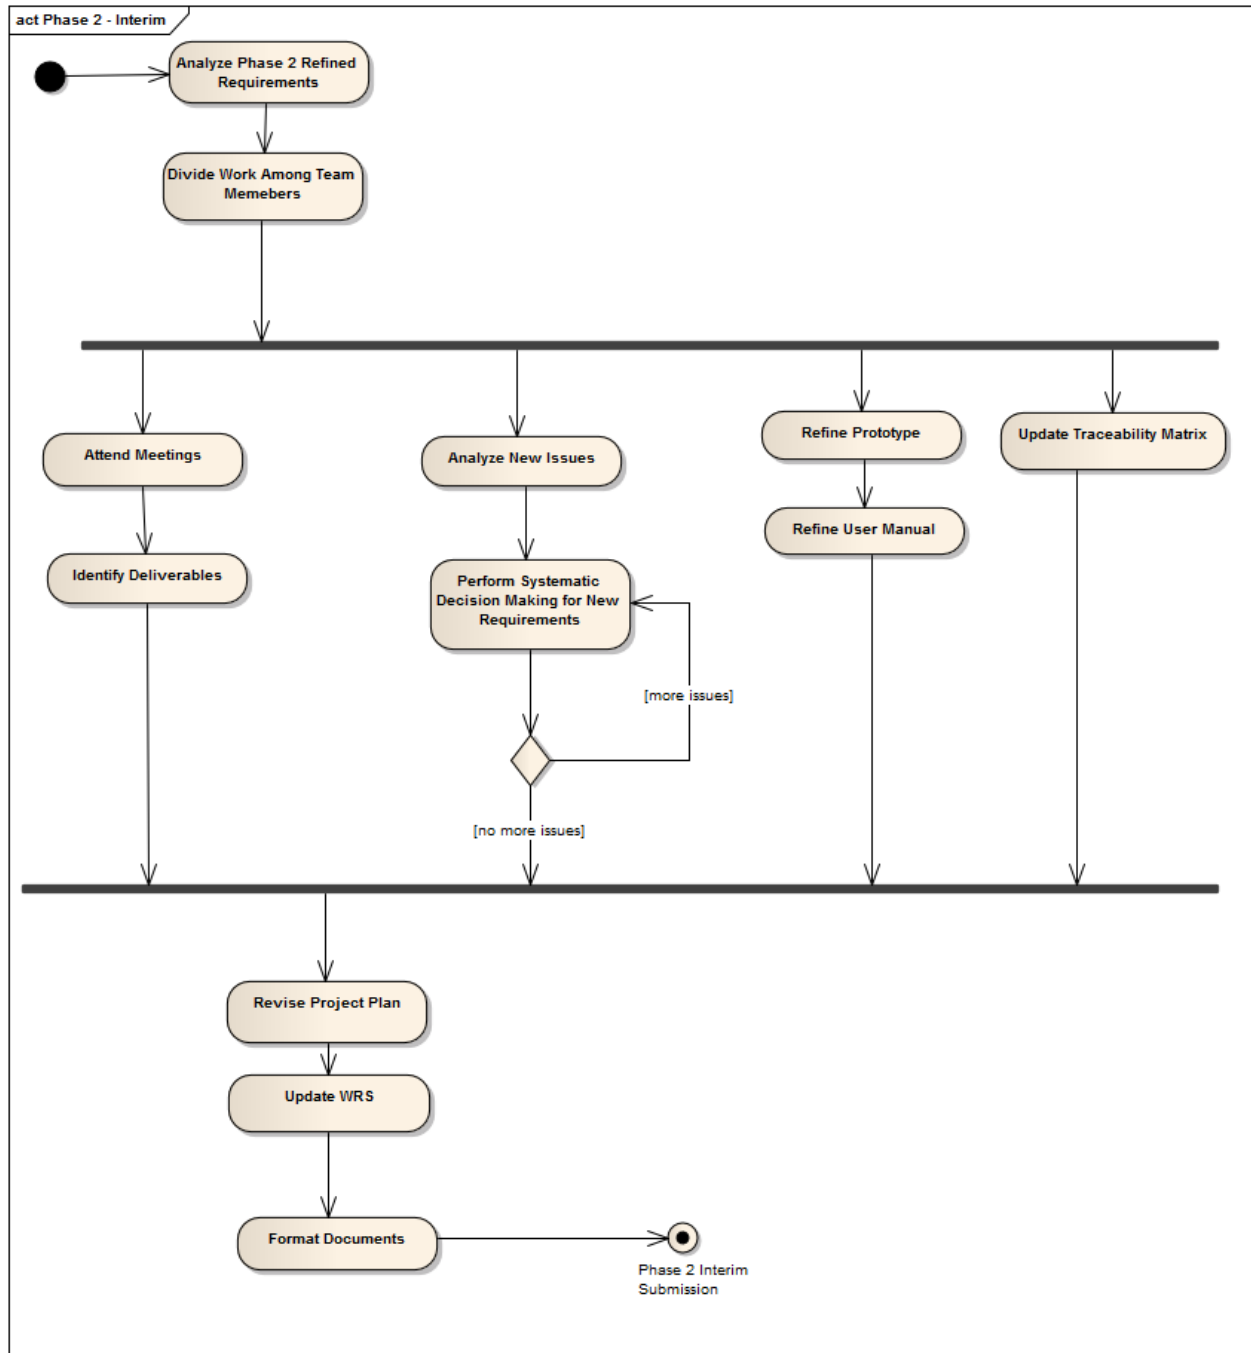 act Phase 2 - Interim
Analyze Phase 2 Refined
Requirements
Divide Work Among Team
Memebers
Attend Meetings
Analyze New Issues
Refine Prototype
Update Traceability Matrix
Identify Deliverables
Perform Systematic
Decision Making for New
Requirements
Refine User Manual
[more issues]
[no more issues]
Revise Project Plan
Update WRS
Format Documents
Phase 2 Interim
Submission